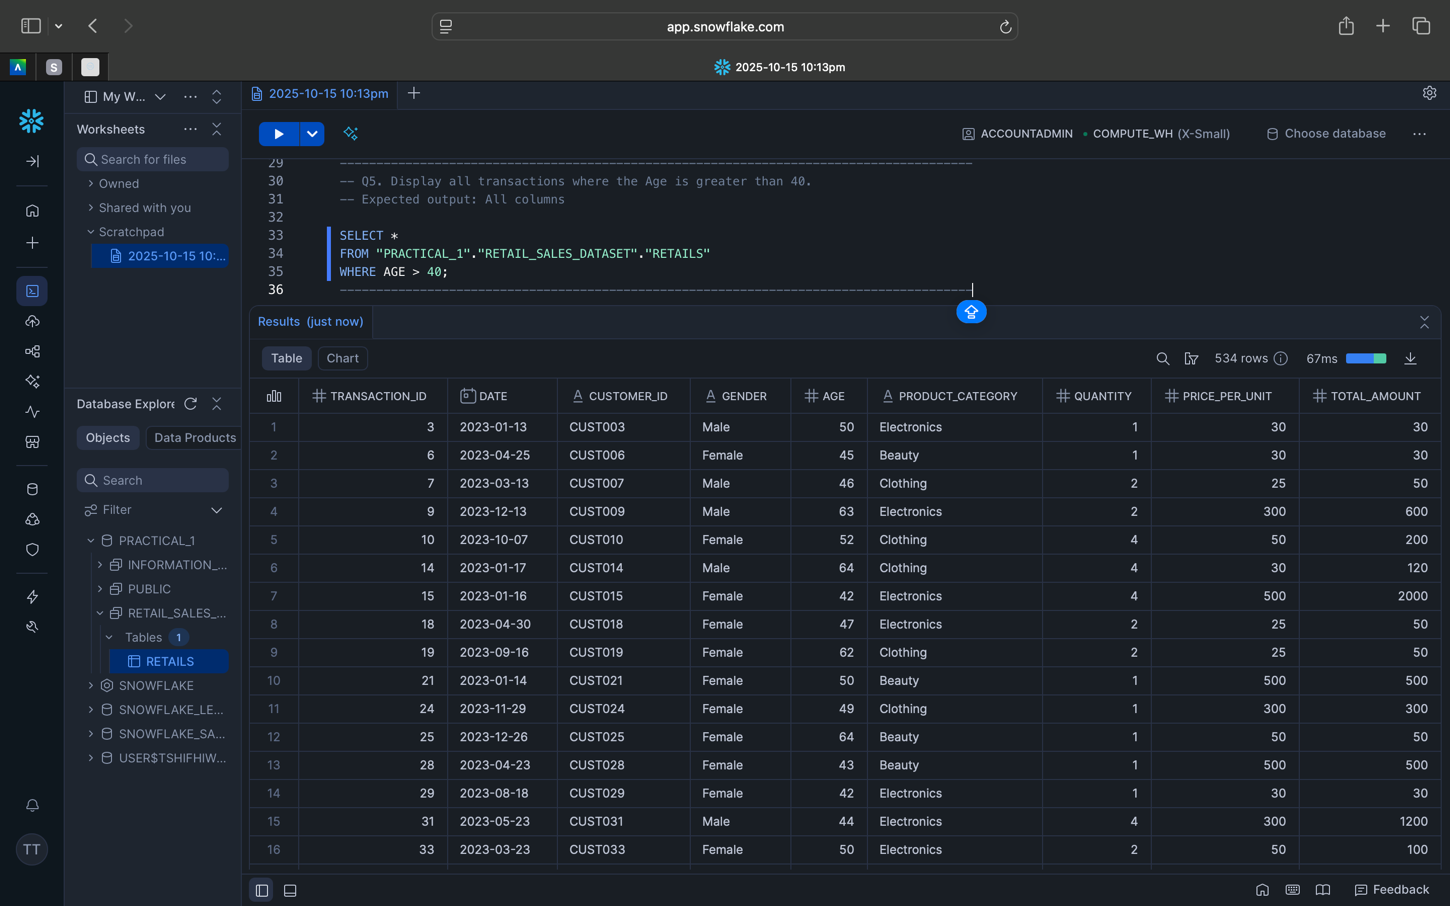 app.snowflake.com
S
2025-10-15 10:13pm
My W...
2025-10-15 10:13pm
Worksheets
ACCOUNTADMIN
COMPUTE_WH (X-Small)
Choose database
Search for files
Owned
Shared with you
Scratchpad
2025-10-15 10:...
29 ----------------------------------------------------------------------------------------
30 -- Q5. Display all transactions where the Age is greater than 40.
31 -- Expected output: All columns
32
33 SELECT *
34 FROM "PRACTICAL_1"."RETAIL_SALES_DATASET"."RETAILS"
35 WHERE AGE > 40;
36 ----------------------------------------------------------------------------------------
Results (just now)
Table Chart
534 rows 67ms
Database Explore
Objects Data Products
Search
Filter
PRACTICAL_1
INFORMATION_...
PUBLIC
RETAIL_SALES_...
Tables 1
RETAILS
SNOWFLAKE
SNOWFLAKE_LE...
SNOWFLAKE_SA...
USER$TSHIFHIW...
TT
TRANSACTION_ID DATE CUSTOMER_ID GENDER AGE PRODUCT_CATEGORY QUANTITY PRICE_PER_UNIT TOTAL_AMOUNT
1 3 2023-01-13 CUST003 Male 50 Electronics 1 30 30
2 6 2023-04-25 CUST006 Female 45 Beauty 1 30 30
3 7 2023-03-13 CUST007 Male 46 Clothing 2 25 50
4 9 2023-12-13 CUST009 Male 63 Electronics 2 300 600
5 10 2023-10-07 CUST010 Female 52 Clothing 4 50 200
6 14 2023-01-17 CUST014 Male 64 Clothing 4 30 120
7 15 2023-01-16 CUST015 Female 42 Electronics 4 500 2000
8 18 2023-04-30 CUST018 Female 47 Electronics 2 25 50
9 19 2023-09-16 CUST019 Female 62 Clothing 2 25 50
10 21 2023-01-14 CUST021 Female 50 Beauty 1 500 500
11 24 2023-11-29 CUST024 Female 49 Clothing 1 300 300
12 25 2023-12-26 CUST025 Female 64 Beauty 1 50 50
13 28 2023-04-23 CUST028 Female 43 Beauty 1 500 500
14 29 2023-08-18 CUST029 Female 42 Electronics 1 30 30
15 31 2023-05-23 CUST031 Male 44 Electronics 4 300 1200
16 33 2023-03-23 CUST033 Female 50 Electronics 2 50 100
Feedback